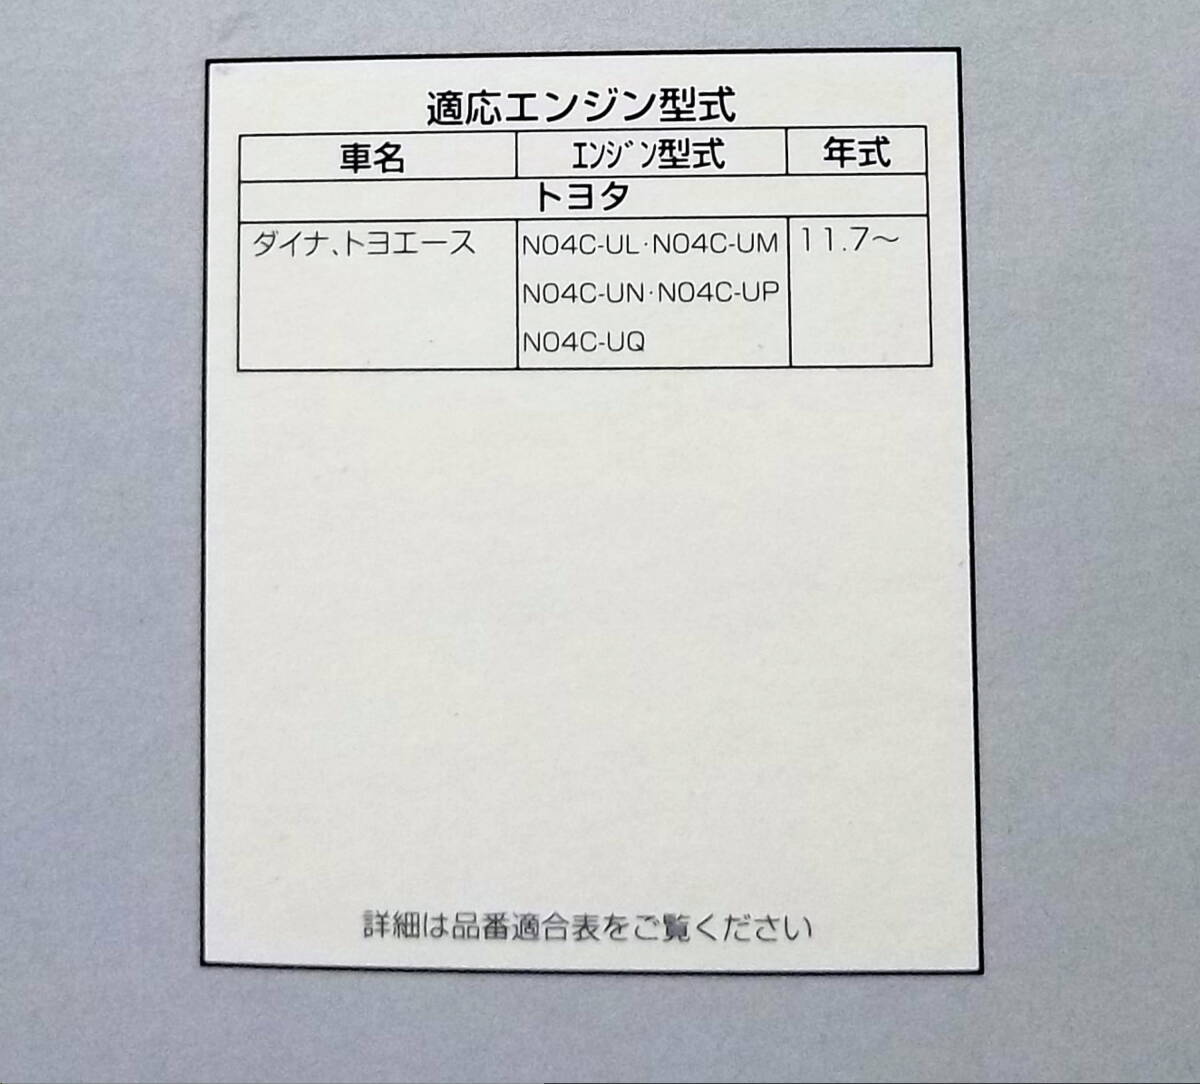 適応エンジン型式
車名 ｴﾝｼﾞﾝ型式 年式
トヨタ
ダイナ、トヨエース N04C-UL・N04C-UM 11.7～
N04C-UN・N04C-UP
N04C-UQ
詳細は品番適合表をご覧ください